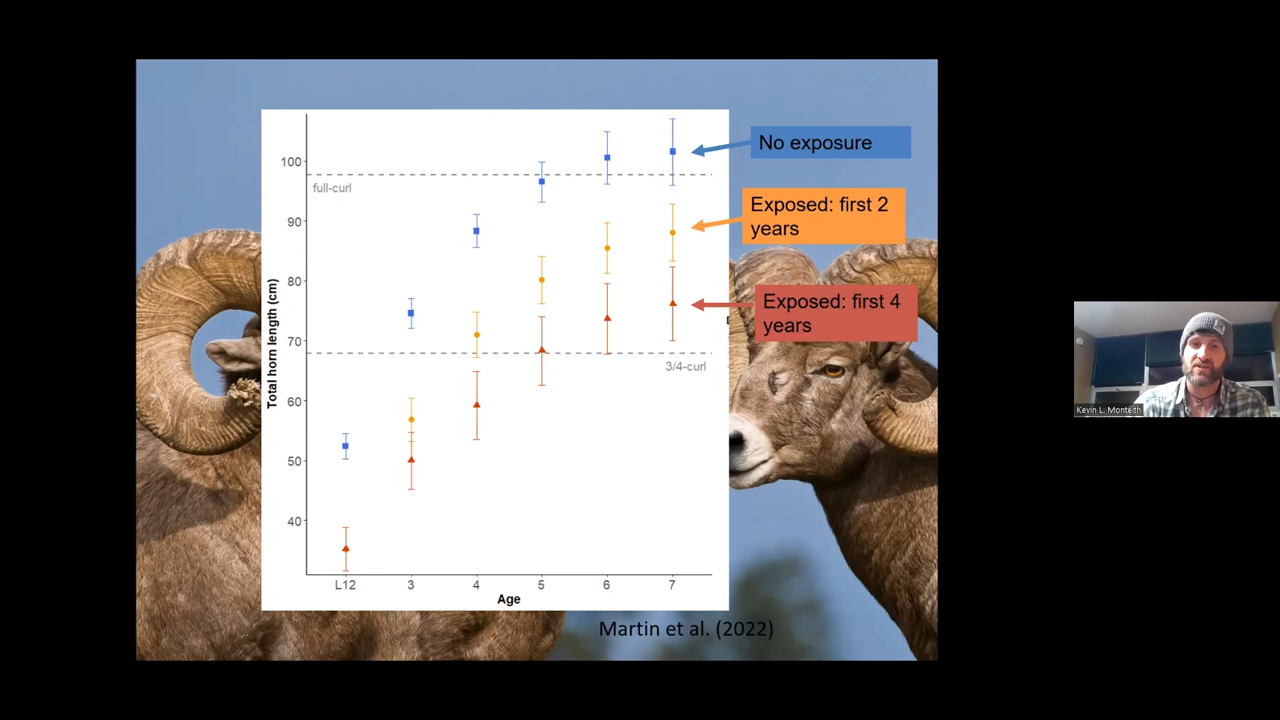 No exposure
Exposed: first 2
years
Exposed: first 4
years
Total horn length (cm)
100
90
80
70
60
50
40
full-curl
3/4-curl
L12 3 4 5 6 7
Age
Martin et al. (2022)
Kevin L. Monteith